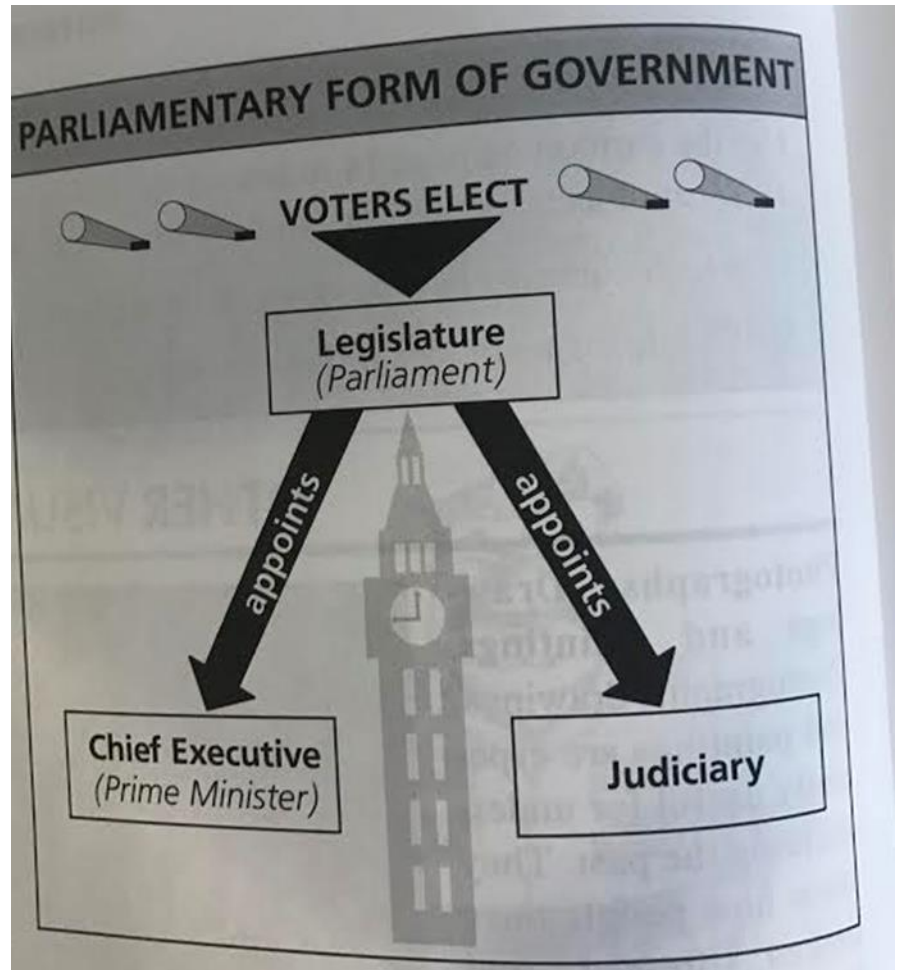 PARLIAMENTARY FORM OF GOVERNMENT
VOTERS ELECT
Legislature
(Parliament)
appoints
appoints
Chief Executive
(Prime Minister)
Judiciary